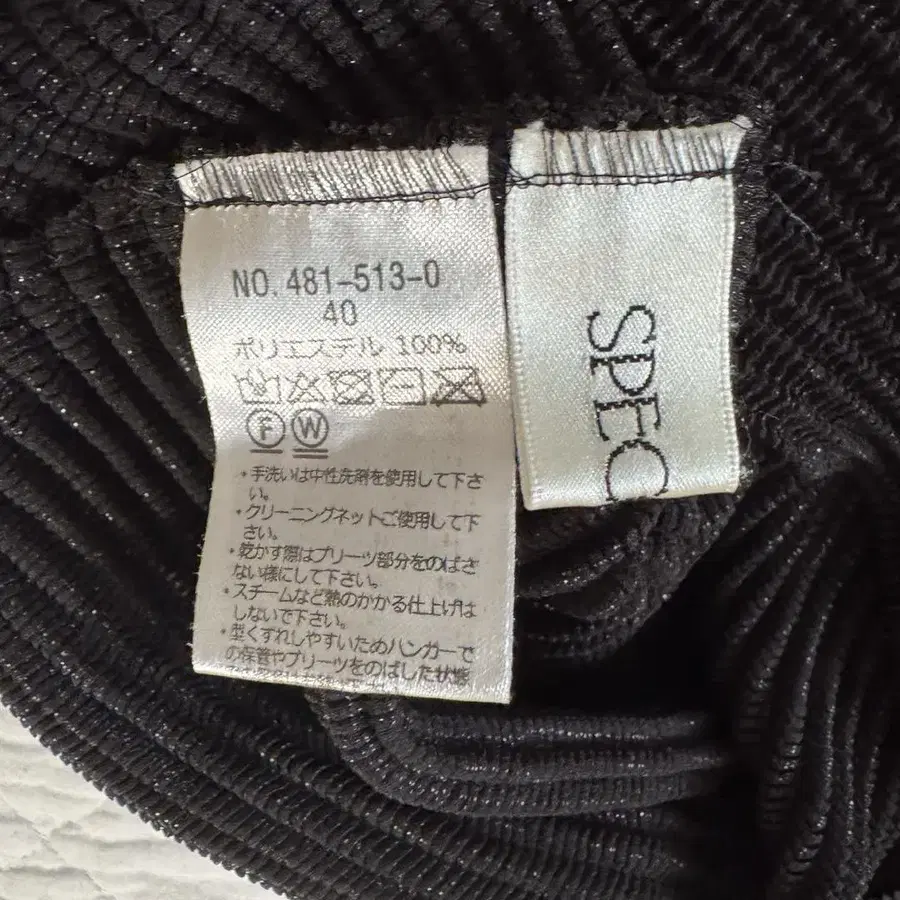 NO. 481-513-0
40
ポリエステル 100%
F W
・手洗いは中性洗剤を使用して下さ
い。
・クリーニングネットご使用して下
さい。
・乾かす際はプリーツ部分をのばさ
ない様にして下さい。
・スチームなど熱のかかる仕上げは
しないで下さい。
・型くずれしやすいためハンガーで
の保管やプリーツをのばした状態
SPEC